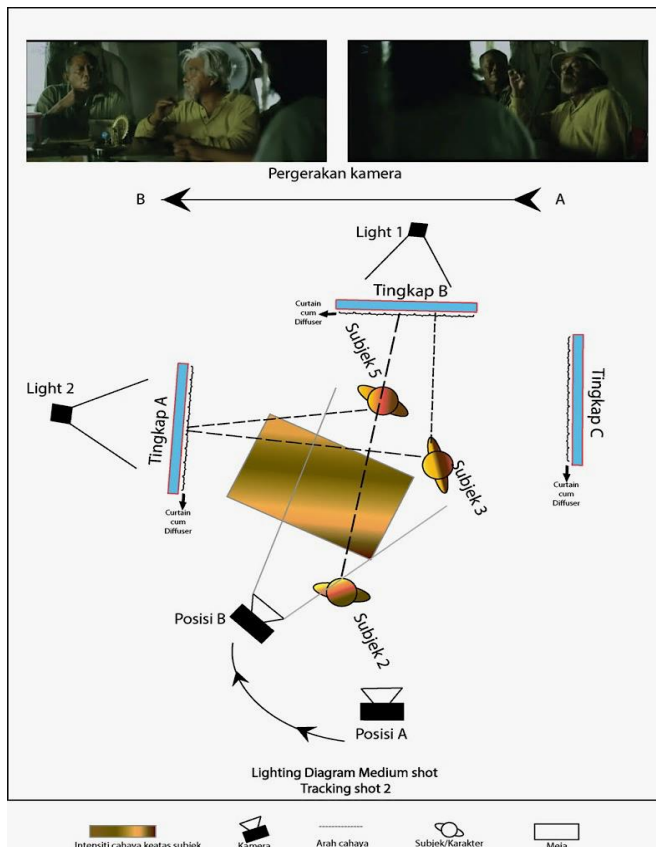 Pergerakan kamera
B
A
Light 1
Tingkap B
Curtain
cum
Diffuser
Subjek 5
Light 2
Tingkap A
Tingkap C
Subjek 3
Curtain
cum
Diffuser
Curtain
cum
Diffuser
Posisi B
Subjek 2
Posisi A
Lighting Diagram Medium shot
Tracking shot 2
Intensiti cahaya keatas subjek
Kamera
Arah cahaya
Subjek/Karakter
Meja